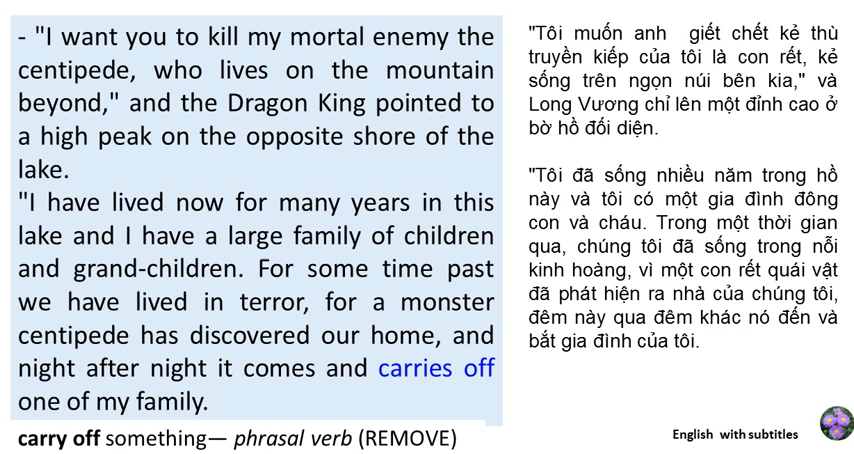 - "I want you to kill my mortal enemy the
centipede, who lives on the mountain
beyond," and the Dragon King pointed to
a high peak on the opposite shore of the
lake.
"I have lived now for many years in this
lake and I have a large family of children
and grand-children. For some time past
we have lived in terror, for a monster
centipede has discovered our home, and
night after night it comes and carries off
one of my family.
carry off something— phrasal verb (REMOVE)
"Tôi muốn anh giết chết kẻ thù
truyền kiếp của tôi là con rết, kẻ
sống trên ngọn núi bên kia," và
Long Vương chỉ lên một đỉnh cao ở
bờ hồ đối diện.
"Tôi đã sống nhiều năm trong hồ
này và tôi có một gia đình đông
con và cháu. Trong một thời gian
qua, chúng tôi đã sống trong nỗi
kinh hoàng, vì một con rết quái vật
đã phát hiện ra nhà của chúng tôi,
đêm này qua đêm khác nó đến và
bắt gia đình của tôi.
English with subtitles